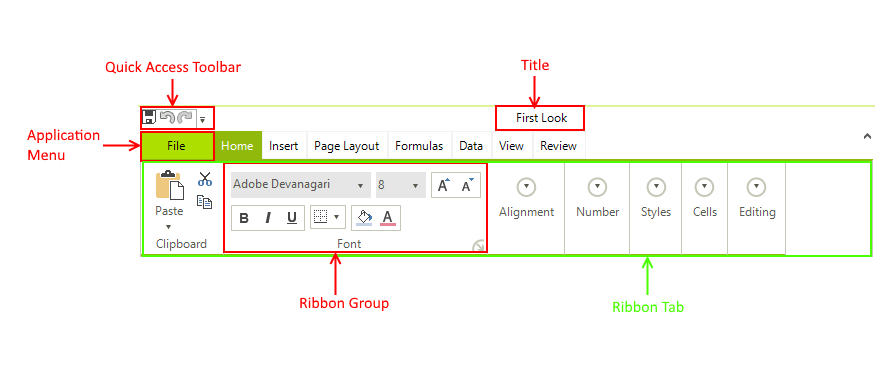 Quick Access Toolbar
Title
First Look
Application
Menu
File Home Insert Page Layout Formulas Data View Review
Adobe Devanagari 8 A A
Paste
B I U A
Alignment Number Styles Cells Editing
Clipboard Font
Ribbon Group
Ribbon Tab